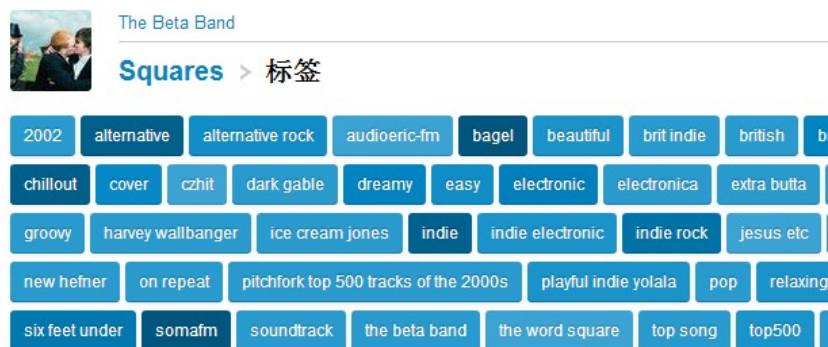 The Beta Band
Squares > 标签
2002 alternative alternative rock audioeric-fm bagel beautiful brit indie british
chillout cover czhit dark gable dreamy easy electronic electronica extra butta
groovy harvey wallbanger ice cream jones indie indie electronic indie rock jesus etc
new hefner on repeat pitchfork top 500 tracks of the 2000s playful indie yolala pop relaxing
six feet under somafm soundtrack the beta band the word square top song top500